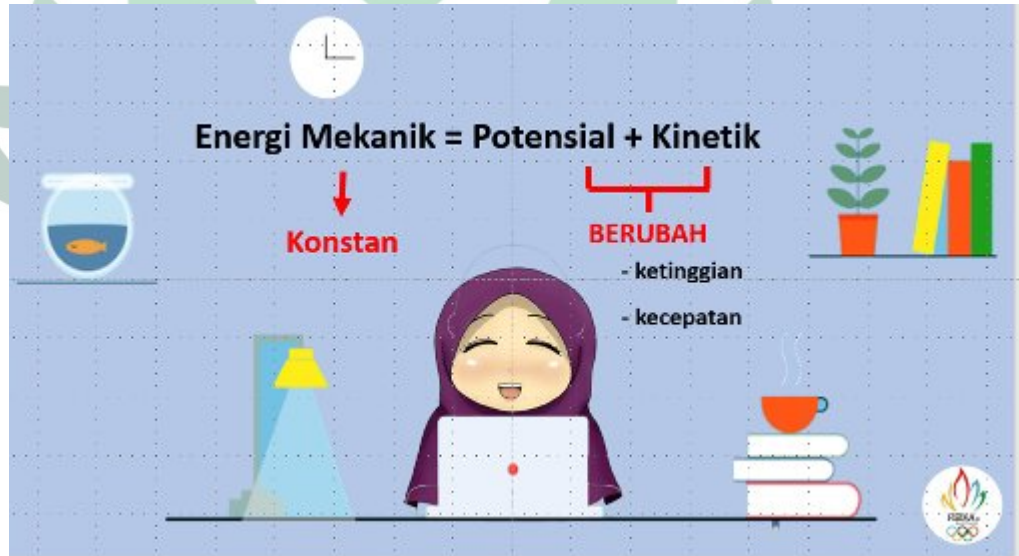 Energi Mekanik = Potensial + Kinetik
Konstan
BERUBAH
- ketinggian
- kecepatan